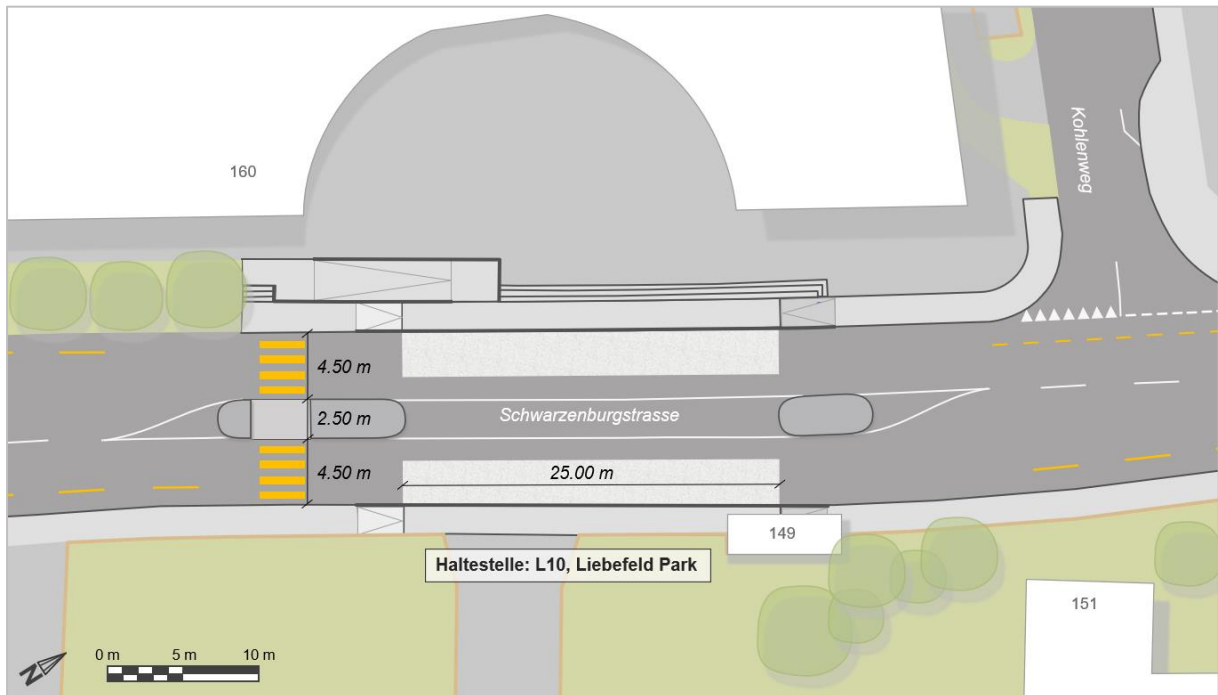 160
Kohlenweg
4.50 m
2.50 m
Schwarzenburgstrasse
4.50 m
25.00 m
149
Haltestelle: L10, Liebefeld Park
151
0 m 5 m 10 m
N